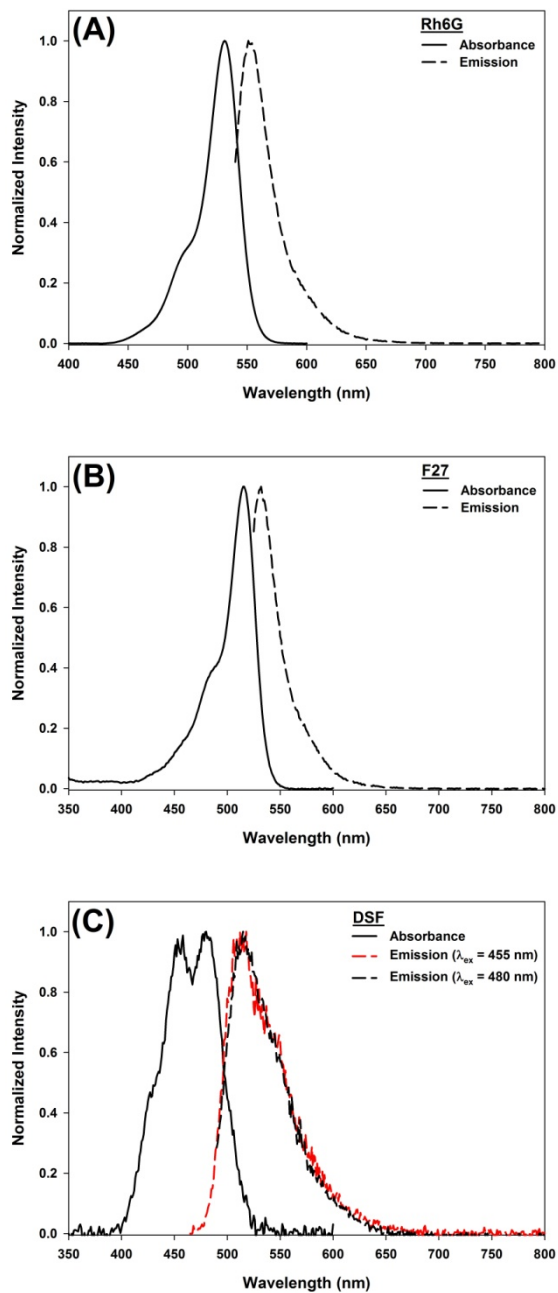 (A)
Rh6G
Absorbance
Emission
Normalized Intensity
1.0
0.8
0.6
0.4
0.2
0.0
400 450 500 550 600 650 700 750 800
Wavelength (nm)
(B)
F27
Absorbance
Emission
Normalized Intensity
1.0
0.8
0.6
0.4
0.2
0.0
350 400 450 500 550 600 650 700 750 800
Wavelength (nm)
(C)
DSF
Absorbance
Emission (λex = 455 nm)
Emission (λex = 480 nm)
Normalized Intensity
1.0
0.8
0.6
0.4
0.2
0.0
350 400 450 500 550 600 650 700 750 800
Wavelength (nm)